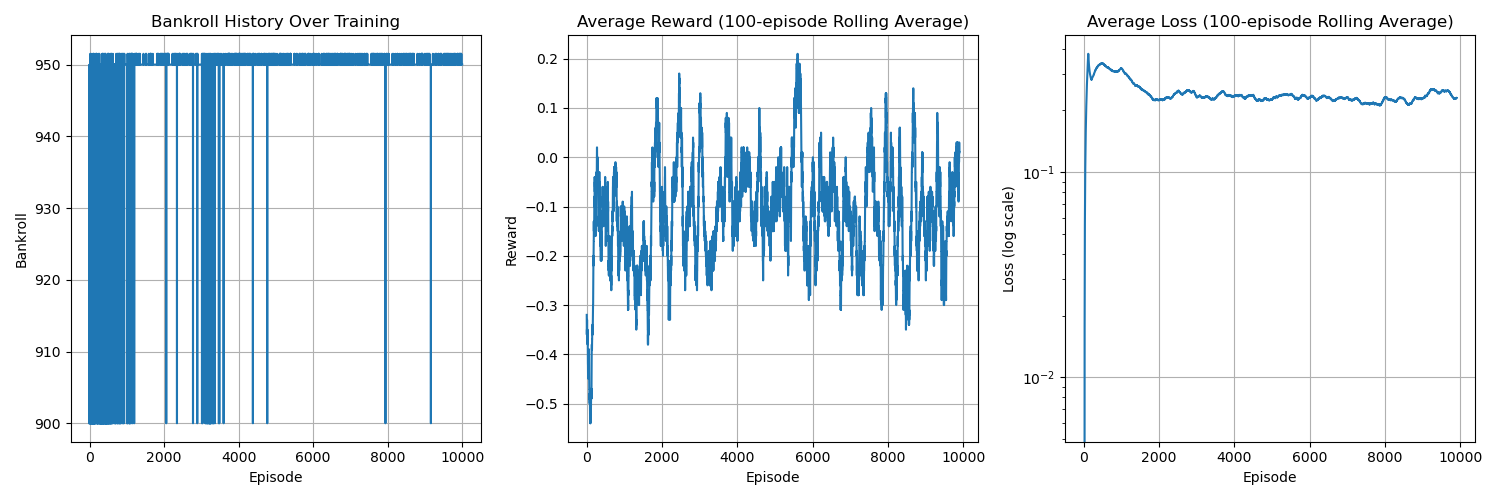 Bankroll History Over Training
Bankroll
950
940
930
920
910
900
0 2000 4000 6000 8000 10000
Episode
Average Reward (100-episode Rolling Average)
Reward
0.2
0.1
0.0
−0.1
−0.2
−0.3
−0.4
−0.5
0 2000 4000 6000 8000 10000
Episode
Average Loss (100-episode Rolling Average)
Loss (log scale)
10⁻¹
10⁻²
0 2000 4000 6000 8000 10000
Episode